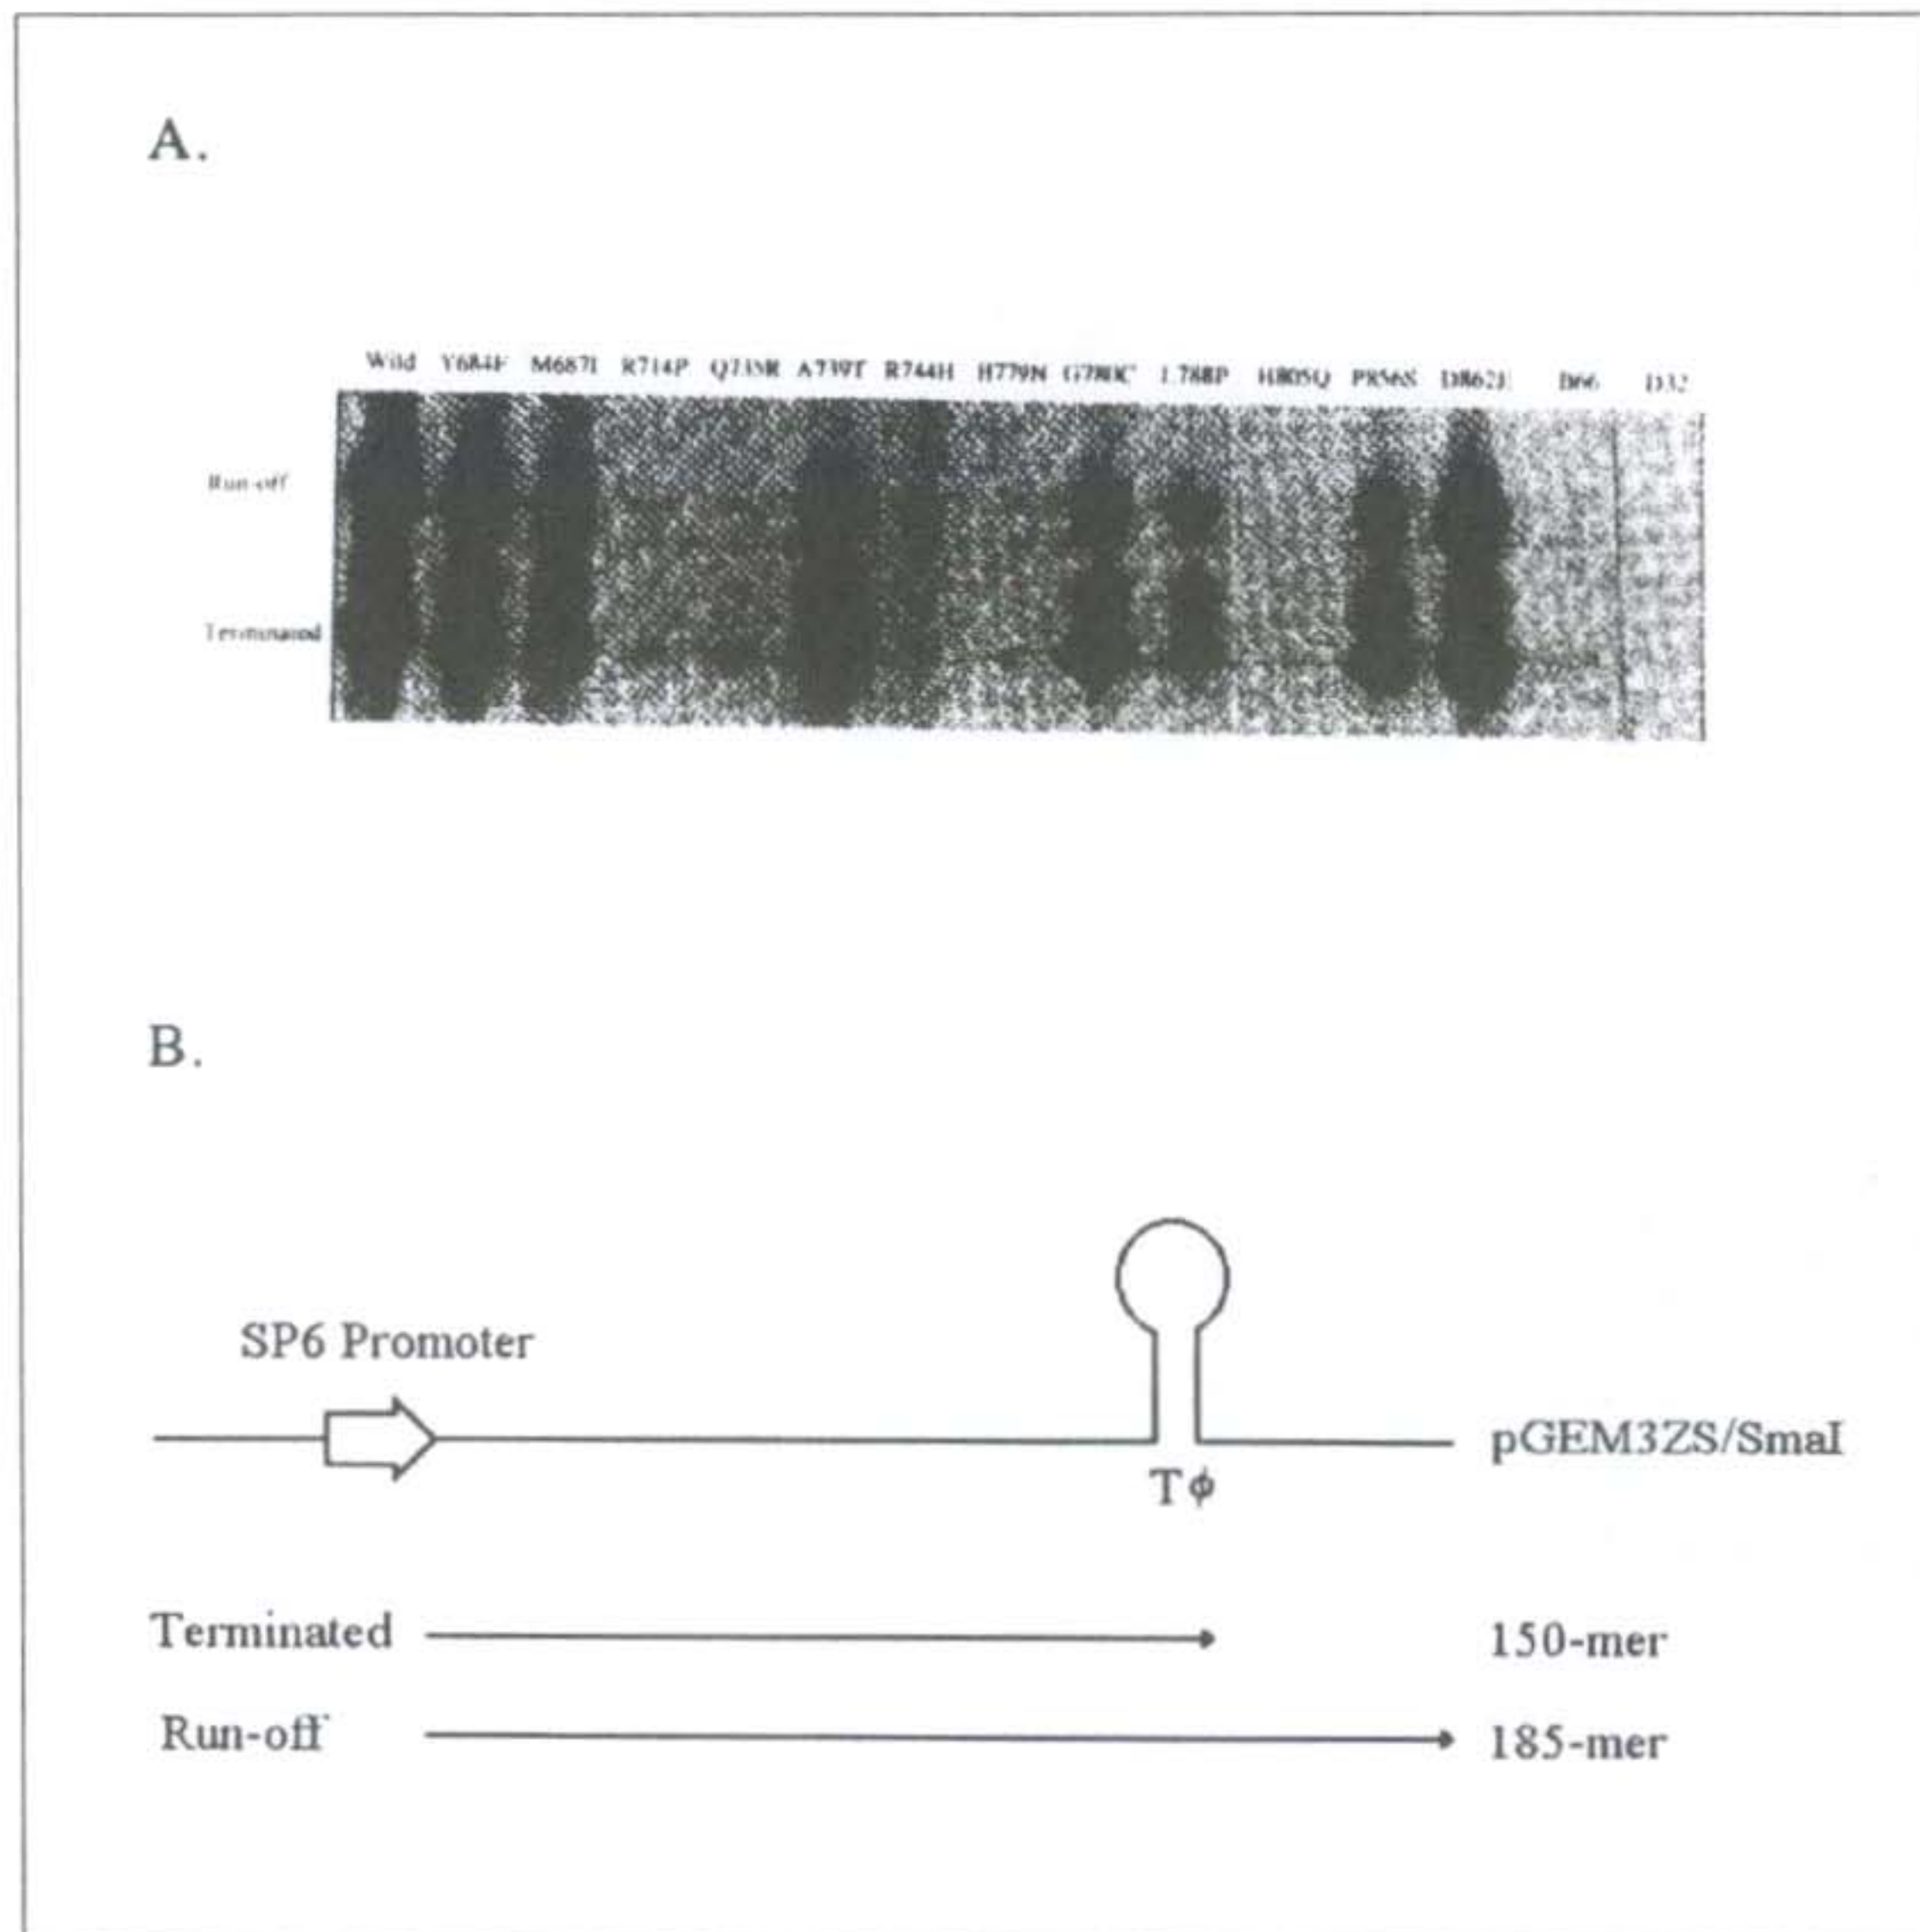 A.
Wild Y684F M687I R714P Q735R A739T R744H H779N G780C L788P H805Q P856S D862E B66 D32
Run-off
Terminated
B.
SP6 Promoter
pGEM3ZS/SmaI
Tϕ
Terminated 150-mer
Run-off 185-mer